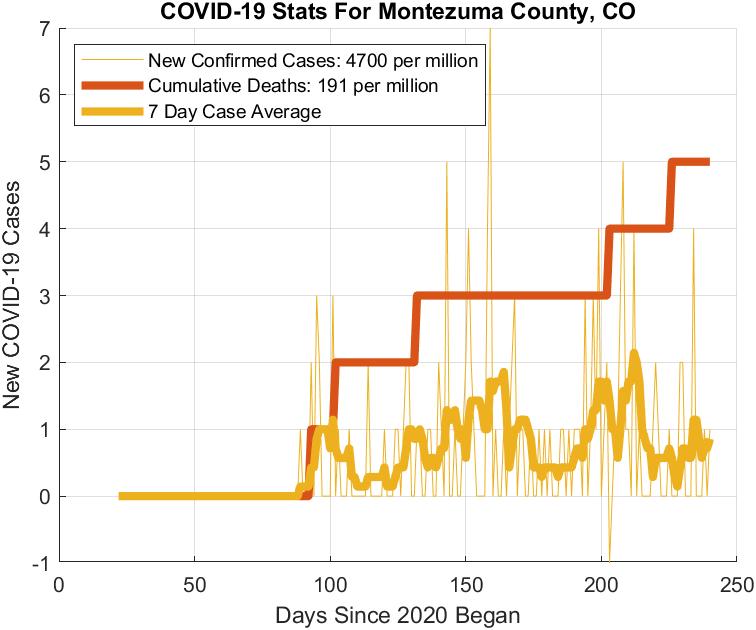 COVID-19 Stats For Montezuma County, CO
New Confirmed Cases: 4700 per million
Cumulative Deaths: 191 per million
7 Day Case Average
New COVID-19 Cases
7
6
5
4
3
2
1
0
-1
0 50 100 150 200 250
Days Since 2020 Began